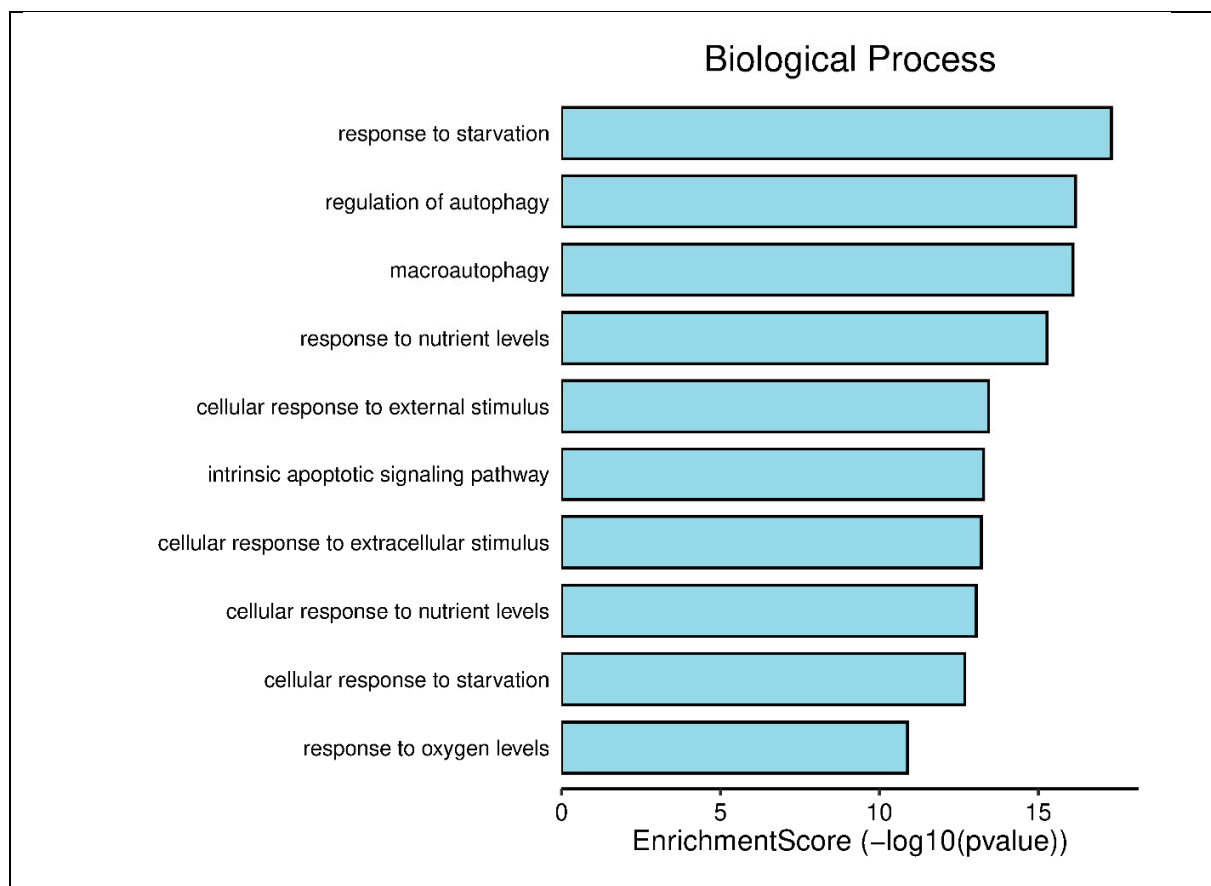 Biological Process
response to starvation
regulation of autophagy
macroautophagy
response to nutrient levels
cellular response to external stimulus
intrinsic apoptotic signaling pathway
cellular response to extracellular stimulus
cellular response to nutrient levels
cellular response to starvation
response to oxygen levels
0 5 10 15
EnrichmentScore (−log10(pvalue))